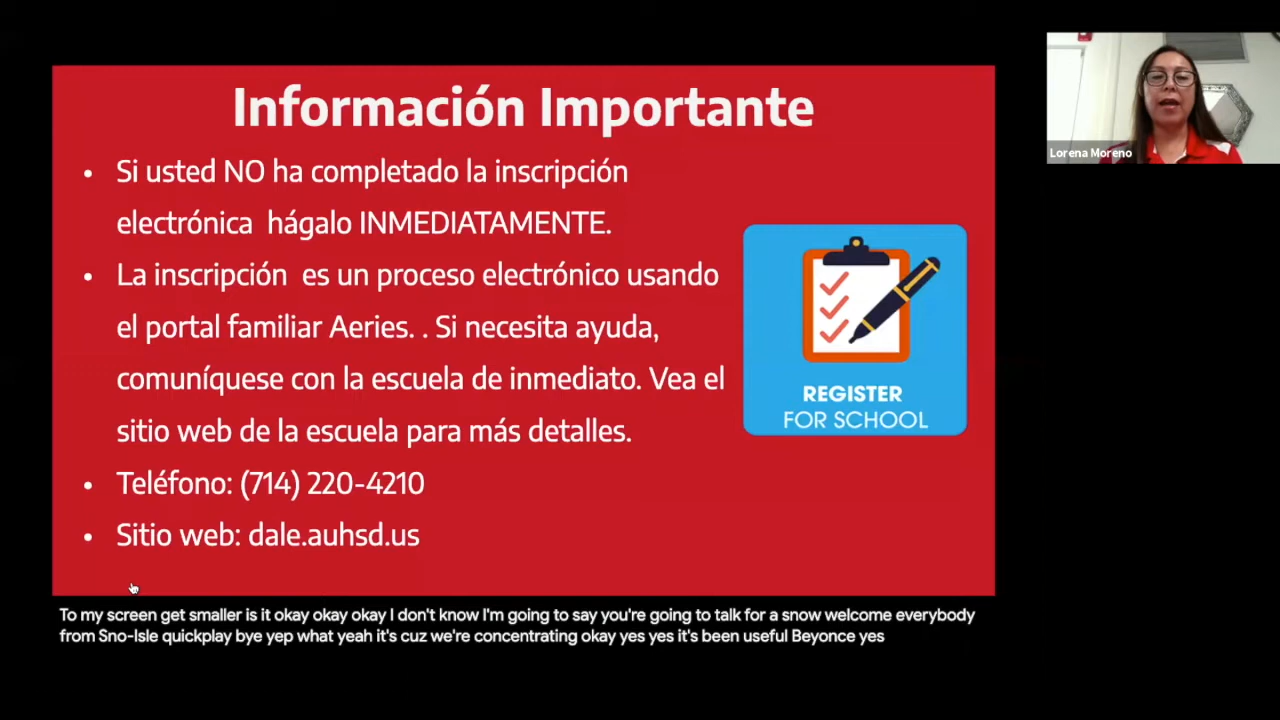 Información Importante
• Si usted NO ha completado la inscripción
electrónica hágalo INMEDIATAMENTE.
• La inscripción es un proceso electrónico usando
el portal familiar Aeries. . Si necesita ayuda,
comuníquese con la escuela de inmediato. Vea el
sitio web de la escuela para más detalles.
• Teléfono: (714) 220-4210
• Sitio web: dale.auhsd.us
REGISTER
FOR SCHOOL
Lorena Moreno
To my screen get smaller is it okay okay okay I don't know I'm going to say you're going to talk for a snow welcome everybody
from Sno-Isle quickplay bye yep what yeah it's cuz we're concentrating okay yes yes it's been useful Beyonce yes